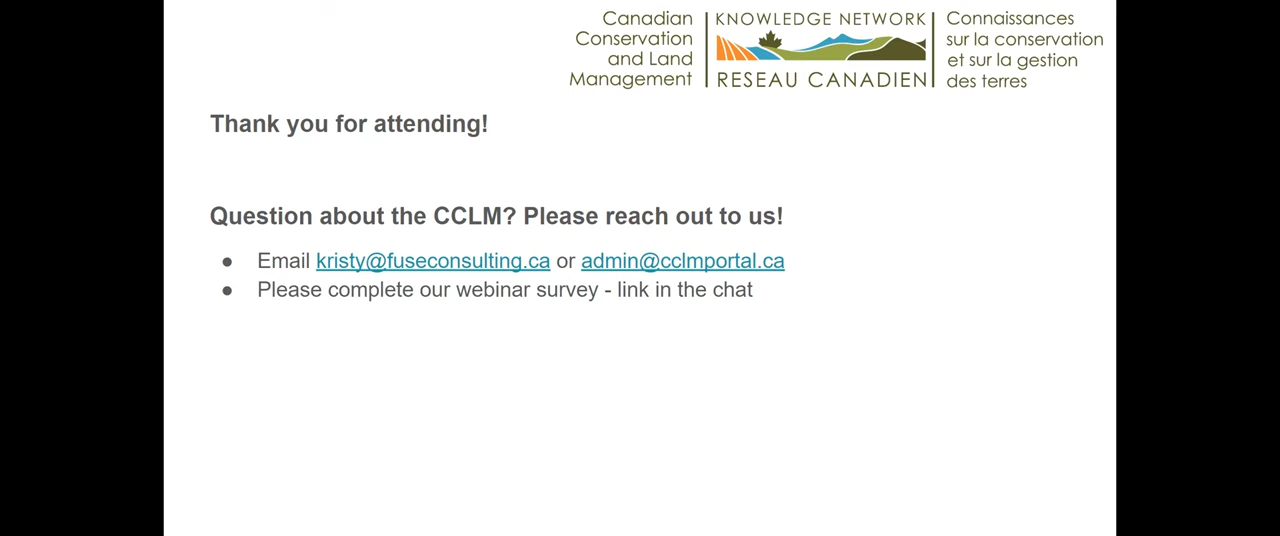 Canadian
Conservation
and Land
Management
KNOWLEDGE NETWORK
RESEAU CANADIEN
Connaissances
sur la conservation
et sur la gestion
des terres
Thank you for attending!
Question about the CCLM? Please reach out to us!
● Email kristy@fuseconsulting.ca or admin@cclmportal.ca
● Please complete our webinar survey - link in the chat